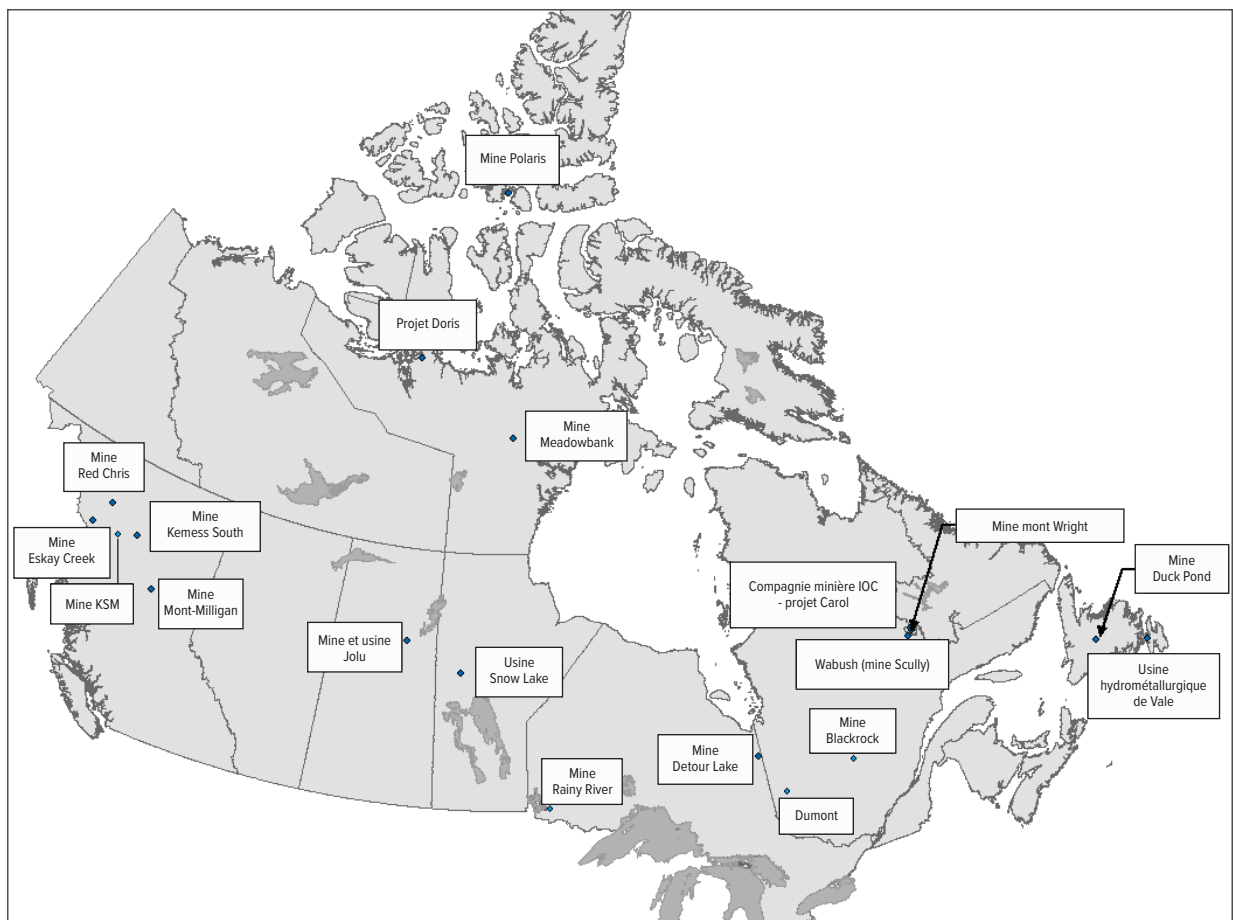 Mine Polaris
Projet Doris
Mine
Meadowbank
Mine
Red Chris
Mine
Kemess South
Mine
Eskay Creek
Mine KSM
Mine
Mont-Milligan
Mine et usine
Jolu
Usine
Snow Lake
Mine mont Wright
Mine
Duck Pond
Compagnie minière IOC
- projet Carol
Wabush (mine Scully)
Usine
hydrométallurgique
de Vale
Mine
Blackrock
Mine
Detour Lake
Mine
Rainy River
Dumont